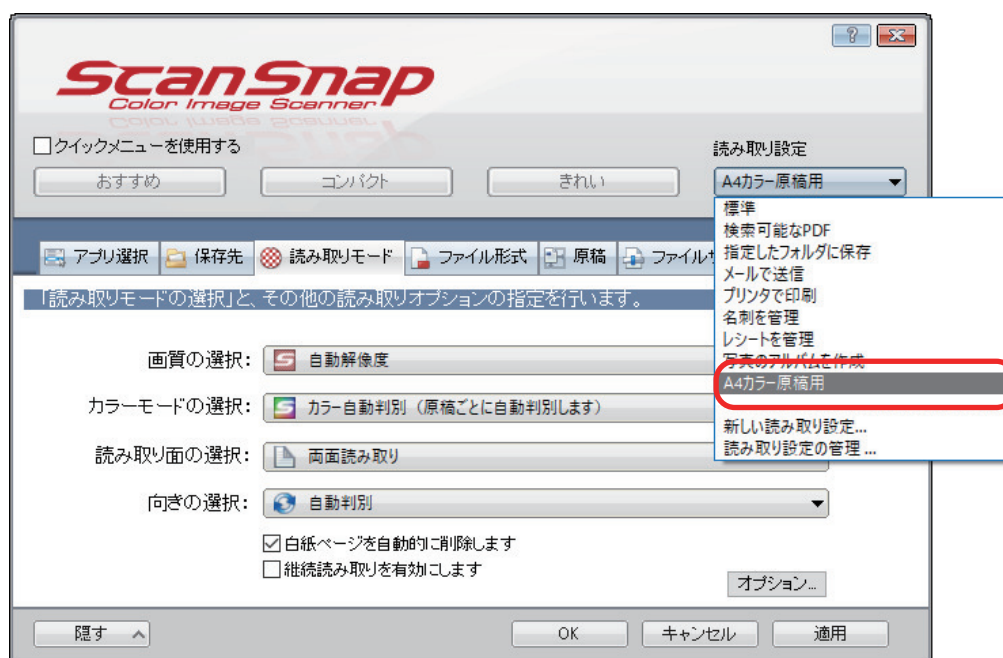 ScanSnap
Color Image Scanner
クイックメニューを使用する
読み取り設定
おすすめ
コンパクト
きれい
A4カラー原稿用
標準
検索可能なPDF
指定したフォルダに保存
メールで送信
プリンタで印刷
名刺を管理
レシートを管理
写真のアルバムを作成
A4カラー原稿用
新しい読み取り設定...
読み取り設定の管理 ...
アプリ選択
保存先
読み取りモード
ファイル形式
原稿
ファイル
「読み取りモードの選択」と、その他の読み取りオプションの指定を行います。
画質の選択:
自動解像度
カラーモードの選択:
カラー自動判別（原稿ごとに自動判別します）
読み取り面の選択:
両面読み取り
向きの選択:
自動判別
白紙ページを自動的に削除します
継続読み取りを有効にします
オプション...
隠す
OK
キャンセル
適用